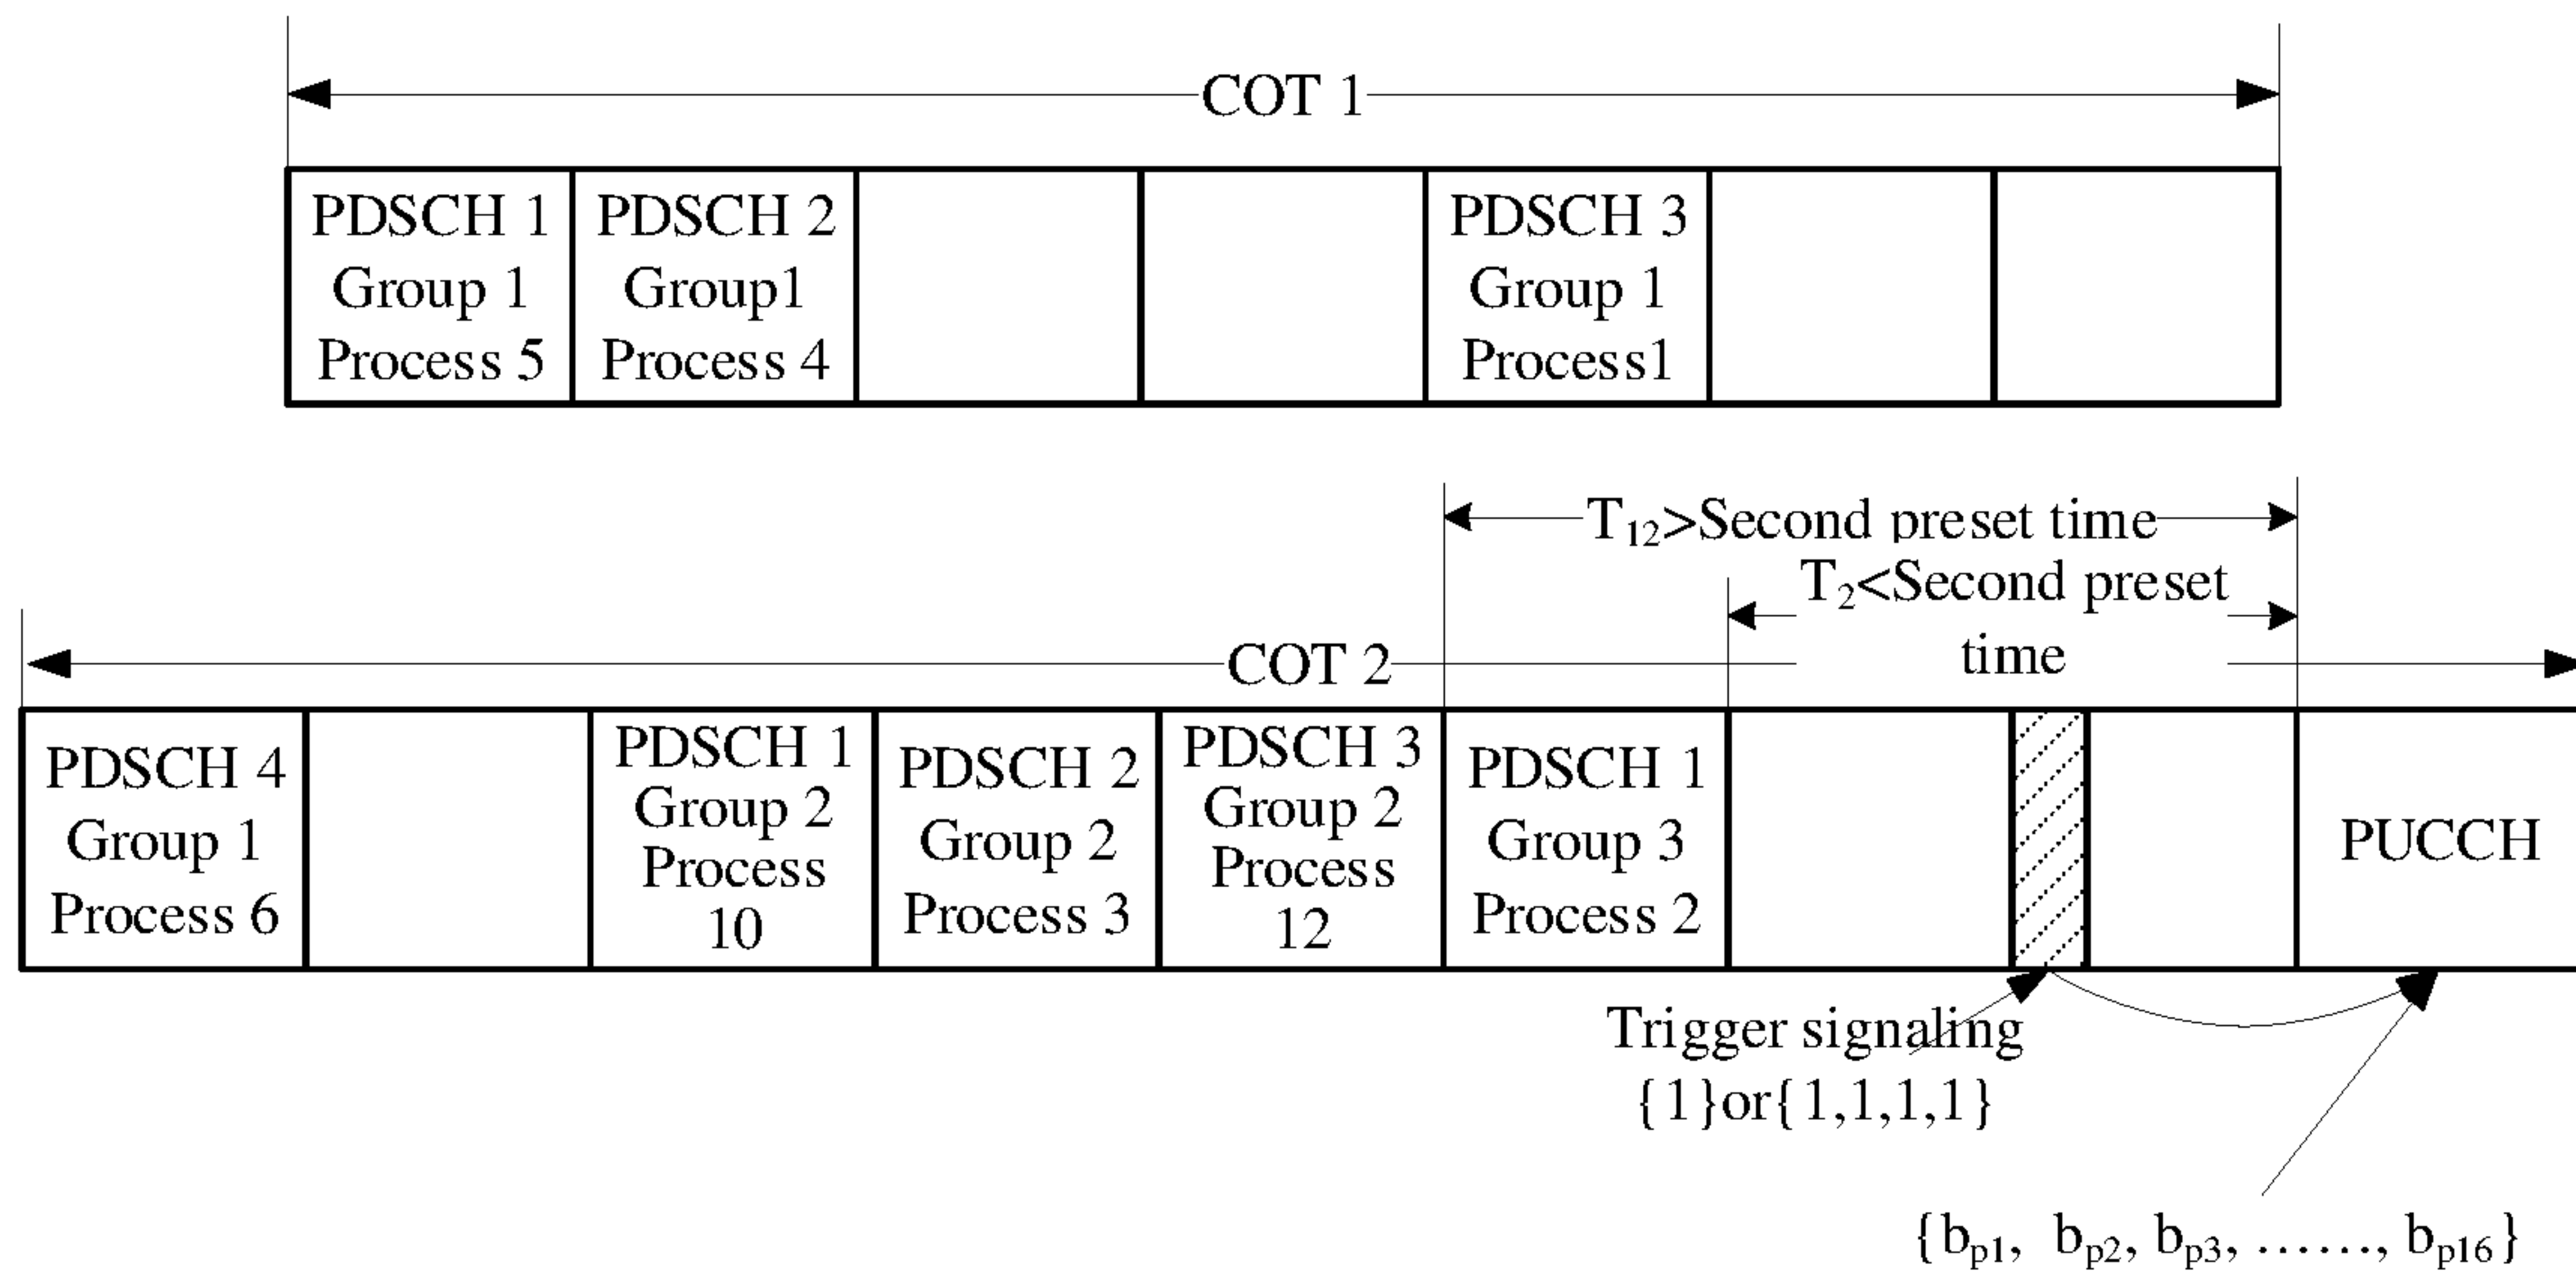 COT 1
PDSCH 1
Group 1
Process 5
PDSCH 2
Group1
Process 4
PDSCH 3
Group 1
Process1
T₁₂>Second preset time
T₂<Second preset
time
COT 2
PDSCH 4
Group 1
Process 6
PDSCH 1
Group 2
Process
10
PDSCH 2
Group 2
Process 3
PDSCH 3
Group 2
Process
12
PDSCH 1
Group 3
Process 2
PUCCH
Trigger signaling
{1}or{1,1,1,1}
{bₚ₁, bₚ₂, bₚ₃, ......, bₚ₁₆}